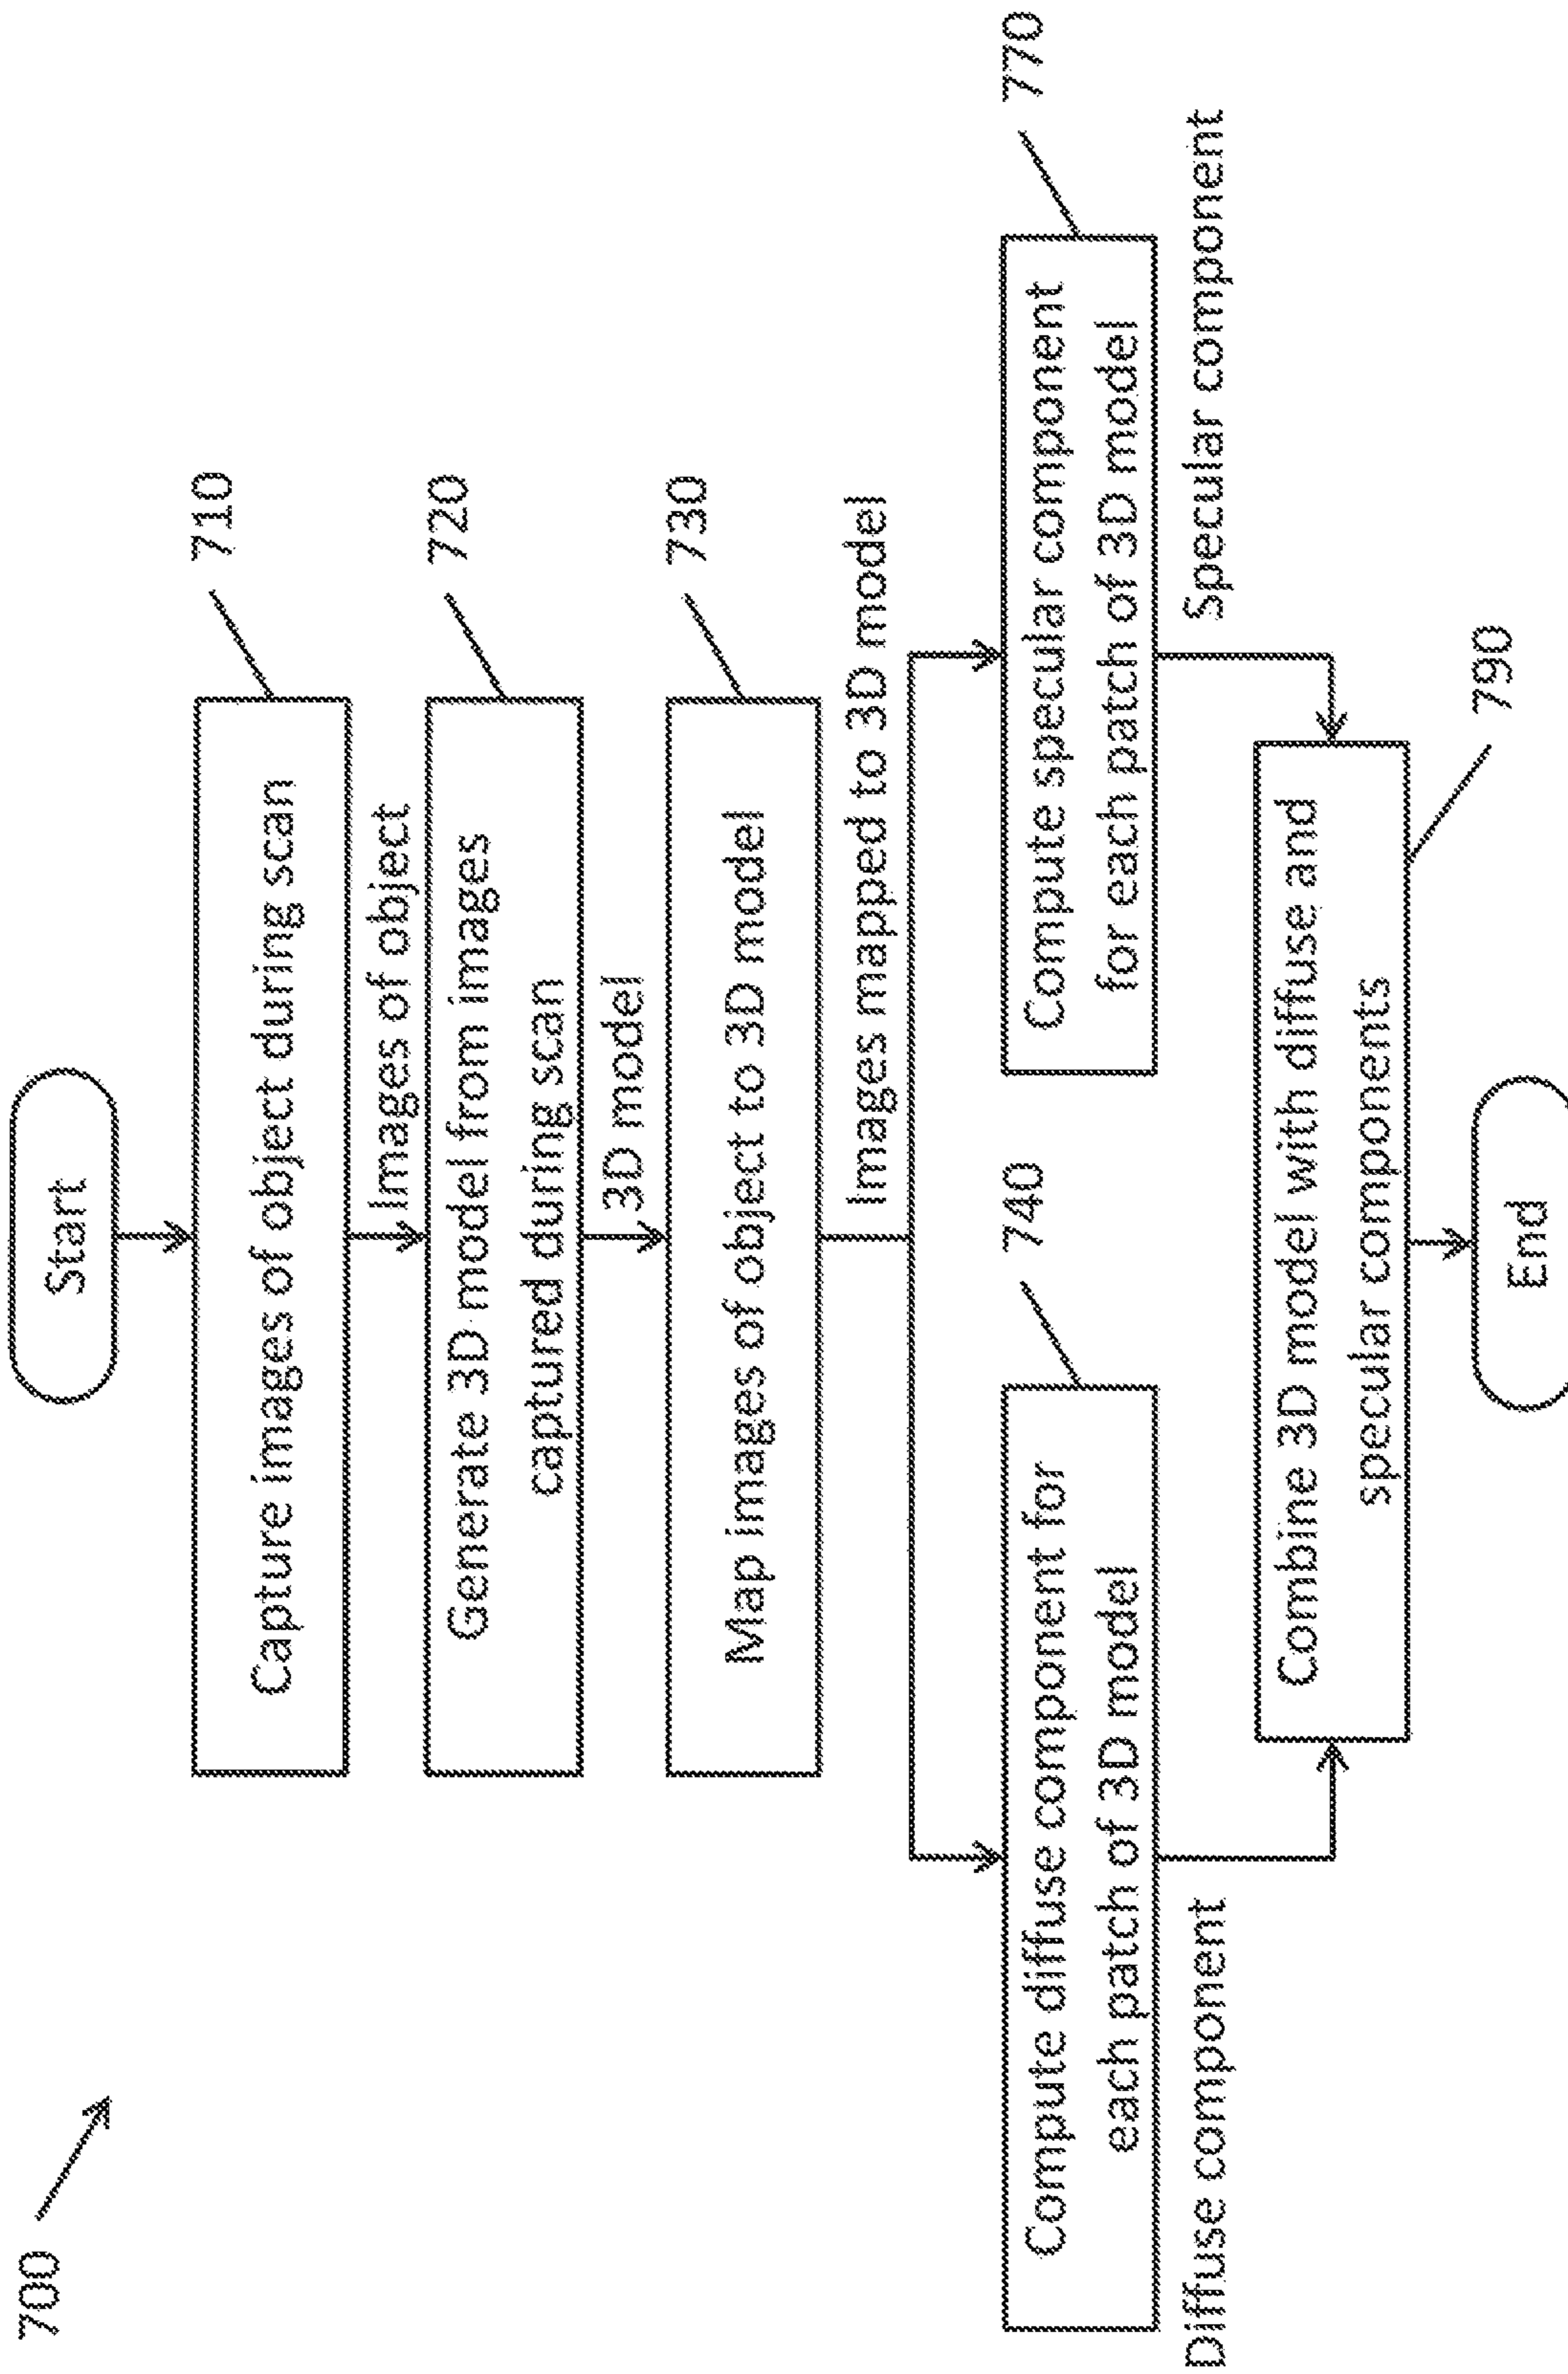 700
Start
Capture images of object during scan
710
Images of object
Generate 3D model from images
captured during scan
720
3D model
Map images of object to 3D model
730
Images mapped to 3D model
Compute diffuse component for
each patch of 3D model
740
Compute specular component
for each patch of 3D model
770
Diffuse component
Specular component
Combine 3D model with diffuse and
specular components
790
End